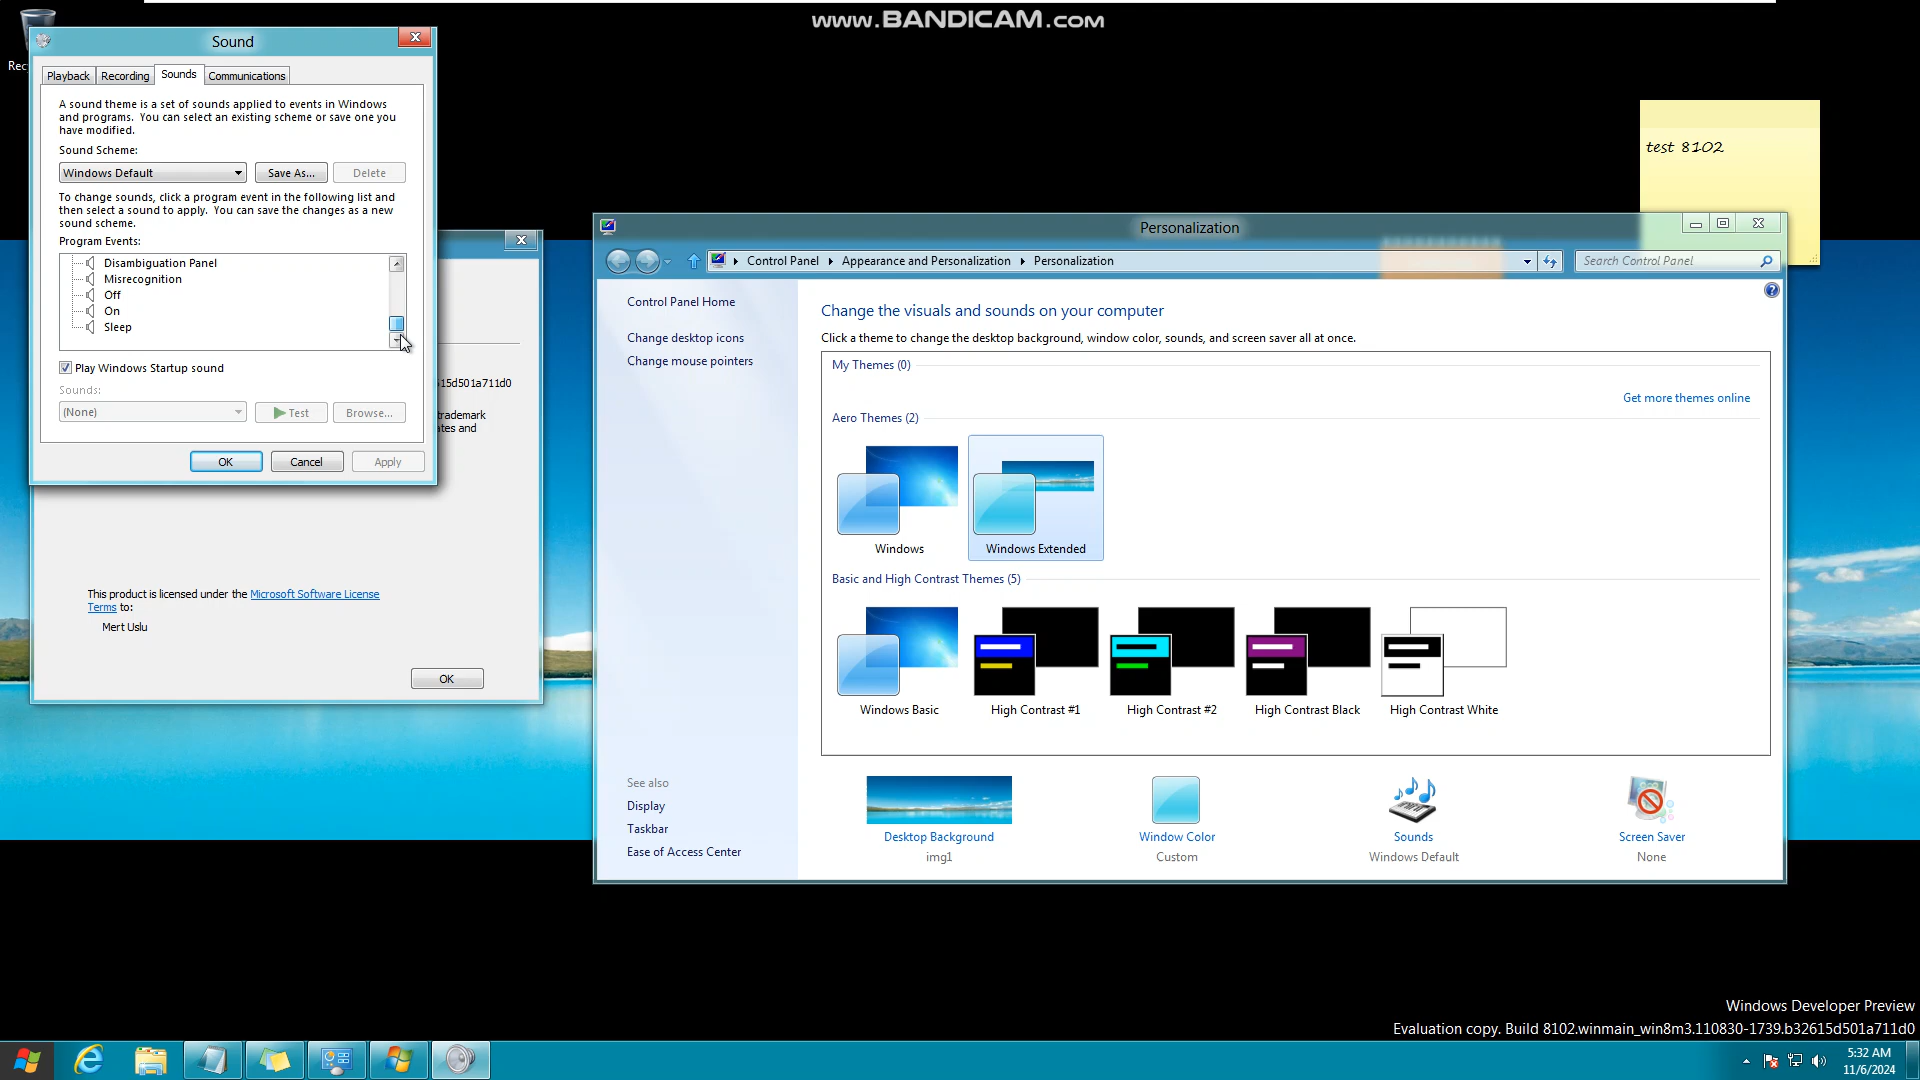 www.BANDICAM.com
Rec
Sound
Playback
Recording
Sounds
Communications
A sound theme is a set of sounds applied to events in Windows
and programs. You can select an existing scheme or save one you
have modified.
Sound Scheme:
Windows Default
Save As...
Delete
To change sounds, click a program event in the following list and
then select a sound to apply. You can save the changes as a new
sound scheme.
Program Events:
Disambiguation Panel
Misrecognition
Off
On
Sleep
Play Windows Startup sound
Sounds:
(None)
Test
Browse...
OK
Cancel
Apply
15d501a711d0
trademark
ates and
This product is licensed under the Microsoft Software License
Terms to:
Mert Uslu
OK
test 8102
Personalization
Control Panel
Appearance and Personalization
Personalization
Search Control Panel
Control Panel Home
Change desktop icons
Change mouse pointers
See also
Display
Taskbar
Ease of Access Center
Change the visuals and sounds on your computer
Click a theme to change the desktop background, window color, sounds, and screen saver all at once.
My Themes (0)
Get more themes online
Aero Themes (2)
Windows
Windows Extended
Basic and High Contrast Themes (5)
Windows Basic
High Contrast #1
High Contrast #2
High Contrast Black
High Contrast White
Desktop Background
img1
Window Color
Custom
Sounds
Windows Default
Screen Saver
None
Windows Developer Preview
Evaluation copy. Build 8102.winmain_win8m3.110830-1739.b32615d501a711d0
5:32 AM
11/6/2024